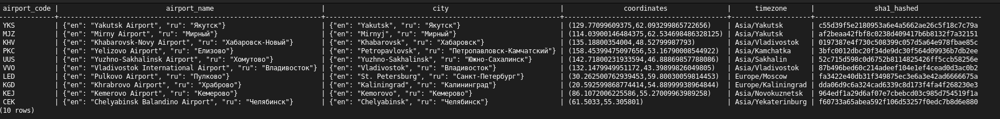 airport_code | airport_name | city | coordinates | timezone | sha1_hashed
YKS | {"en": "Yakutsk Airport", "ru": "Якутск"} | {"en": "Yakutsk", "ru": "Якутск"} | (129.77099609375,62.093299865722656) | Asia/Yakutsk | c55d39f5e2180953a6e4a5662ae26c5f18c7c79a
MJZ | {"en": "Mirny Airport", "ru": "Мирный"} | {"en": "Mirnyj", "ru": "Мирный"} | (114.03900146484375,62.534698486328125) | Asia/Yakutsk | af2beaa42fbf8c0238d409417b6b8132f7a32151
KHV | {"en": "Khabarovsk-Novy Airport", "ru": "Хабаровск-Новый"} | {"en": "Khabarovsk", "ru": "Хабаровск"} | (135.18800354004,48.52799987793) | Asia/Vladivostok | 0197387e4f730c508399c057d5a64e978fbae85c
PKC | {"en": "Yelizovo Airport", "ru": "Елизово"} | {"en": "Petropavlovsk", "ru": "Петропавловск-Камчатский"} | (158.45399475097656,53.16790008544922) | Asia/Kamchatka | 3bfc0012dbc20f34de9dc30f564d09936b7db2ee
UUS | {"en": "Yuzhno-Sakhalinsk Airport", "ru": "Хомутово"} | {"en": "Yuzhno-Sakhalinsk", "ru": "Южно-Сахалинск"} | (142.71800231933594,46.88869857788086) | Asia/Sakhalin | 52c715d598c0d6752b8114825426ff5ccb58256e
VVO | {"en": "Vladivostok International Airport", "ru": "Владивосток"} | {"en": "Vladivostok", "ru": "Владивосток"} | (132.1479949951172,43.39899826049805) | Asia/Vladivostok | 87b496bed60c214adeef104e1ef4cead0d3ac0b2
LED | {"en": "Pulkovo Airport", "ru": "Пулково"} | {"en": "St. Petersburg", "ru": "Санкт-Петербург"} | (30.262500762939453,59.80030059814453) | Europe/Moscow | fa3422e40db31f349875ec3e6a3e42ad6666675a
KGD | {"en": "Khrabrovo Airport", "ru": "Храброво"} | {"en": "Kaliningrad", "ru": "Калининград"} | (20.592599868774414,54.88999938964844) | Europe/Kaliningrad | dda06d9c6a324cad6339c8d173f4fa4f268230e3
KEJ | {"en": "Kemerovo Airport", "ru": "Кемерово"} | {"en": "Kemorovo", "ru": "Кемерово"} | (86.1072006225586,55.27009963989258) | Asia/Novokuznetsk | 964edf1a29d6af07e7cbebcd03c985d754519f1a
CEK | {"en": "Chelyabinsk Balandino Airport", "ru": "Челябинск"} | {"en": "Chelyabinsk", "ru": "Челябинск"} | (61.5033,55.305801) | Asia/Yekaterinburg | f60733a65abea592f106d53257f0edc7b8d6e880
(10 rows)